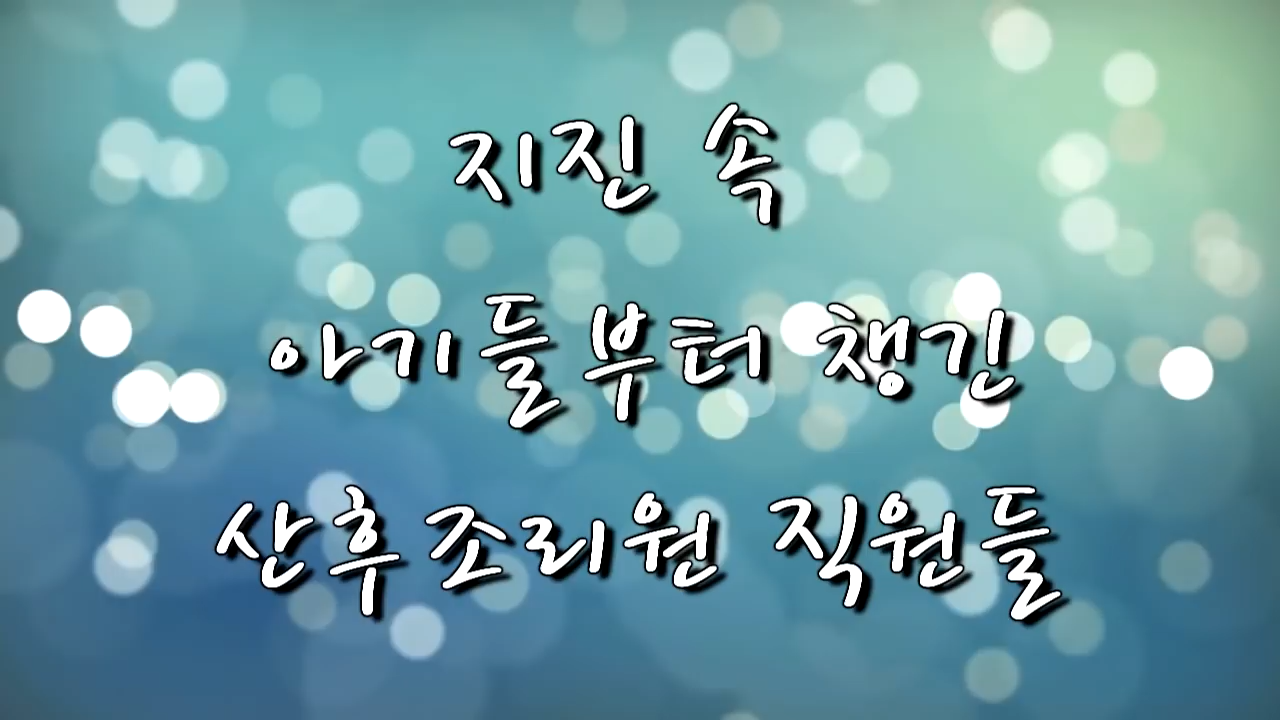 지진 속
아기들부터 챙긴
산후조리원 직원들